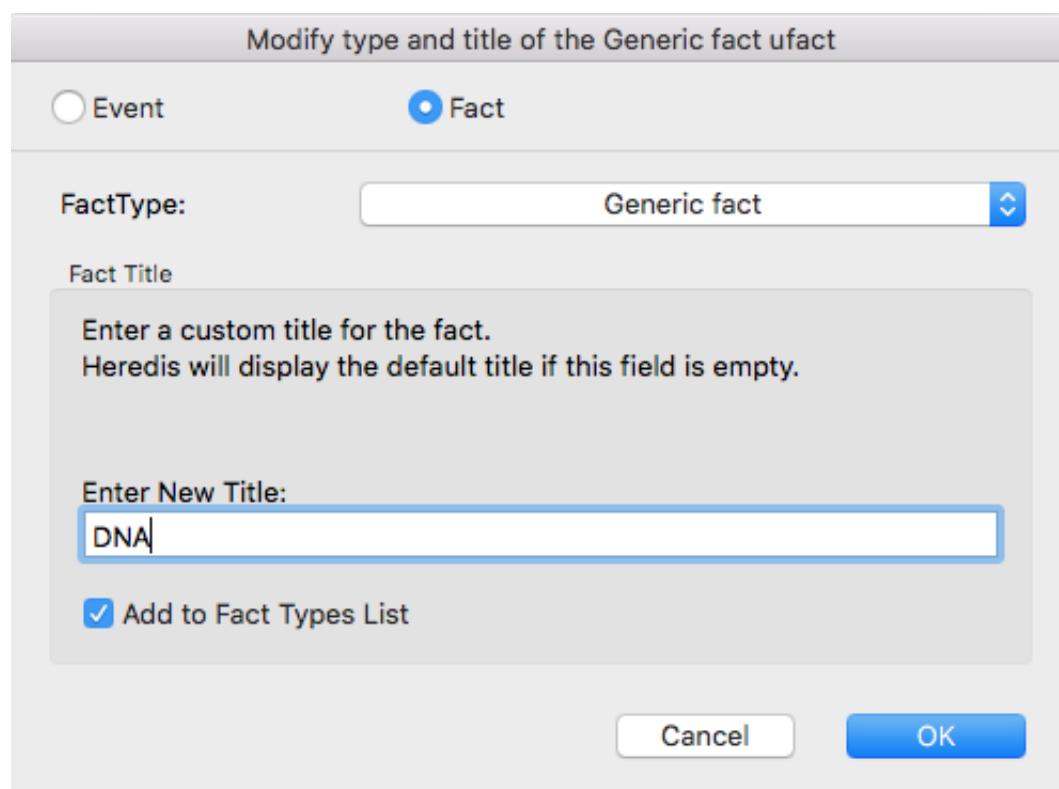 Modify type and title of the Generic fact ufact
Event Fact
FactType: Generic fact
Fact Title
Enter a custom title for the fact.
Heredis will display the default title if this field is empty.
Enter New Title:
DNA
Add to Fact Types List
Cancel OK